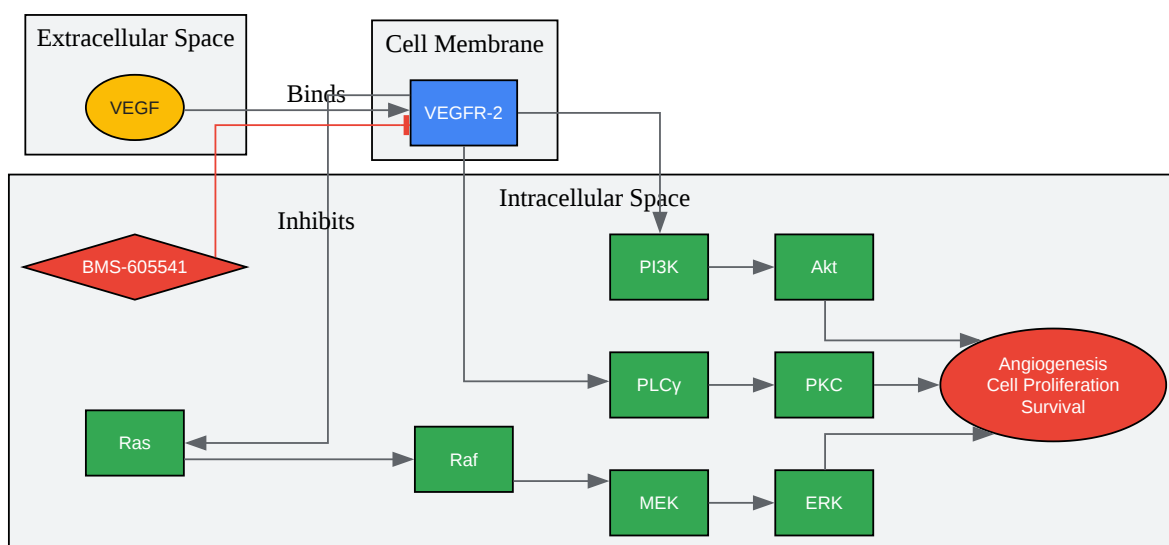 Extracellular Space
Cell Membrane
VEGF
Binds
VEGFR-2
Intracellular Space
Inhibits
BMS-605541
PI3K
Akt
Angiogenesis
Cell Proliferation
Survival
PLCγ
PKC
Ras
Raf
MEK
ERK